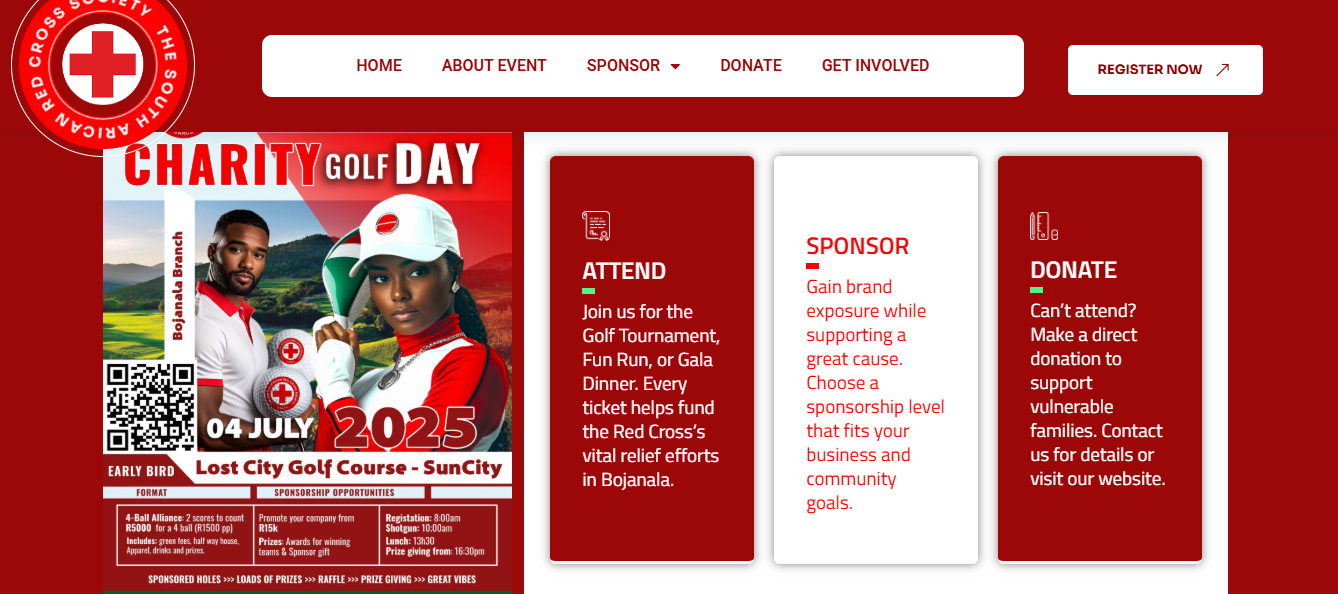 RED CROSS SOCIETY THE SOUTH ARICAN
HOME
ABOUT EVENT
SPONSOR
DONATE
GET INVOLVED
REGISTER NOW
CHARITY GOLF DAY
Bojanala Branch
04 JULY 2025
EARLY BIRD
Lost City Golf Course - SunCity
FORMAT
SPONSORSHIP OPPORTUNITIES
4-Ball Alliance: 2 scores to count
R5000 for a 4 ball (R1500 pp)
Includes: green fees, half way house,
Apparel, drinks and prizes.
Promote your company from
R15k
Prizes: Awards for winning
teams & Sponsor gift
Registation: 8:00am
Shotgun: 10:00am
Lunch: 13h30
Prize giving from: 16:30pm
SPONSORED HOLES >>> LOADS OF PRIZES >>> RAFFLE >>> PRIZE GIVING >>> GREAT VIBES
ATTEND
Join us for the
Golf Tournament,
Fun Run, or Gala
Dinner. Every
ticket helps fund
the Red Cross’s
vital relief efforts
in Bojanala.
SPONSOR
Gain brand
exposure while
supporting a
great cause.
Choose a
sponsorship level
that fits your
business and
community
goals.
DONATE
Can’t attend?
Make a direct
donation to
support
vulnerable
families. Contact
us for details or
visit our website.